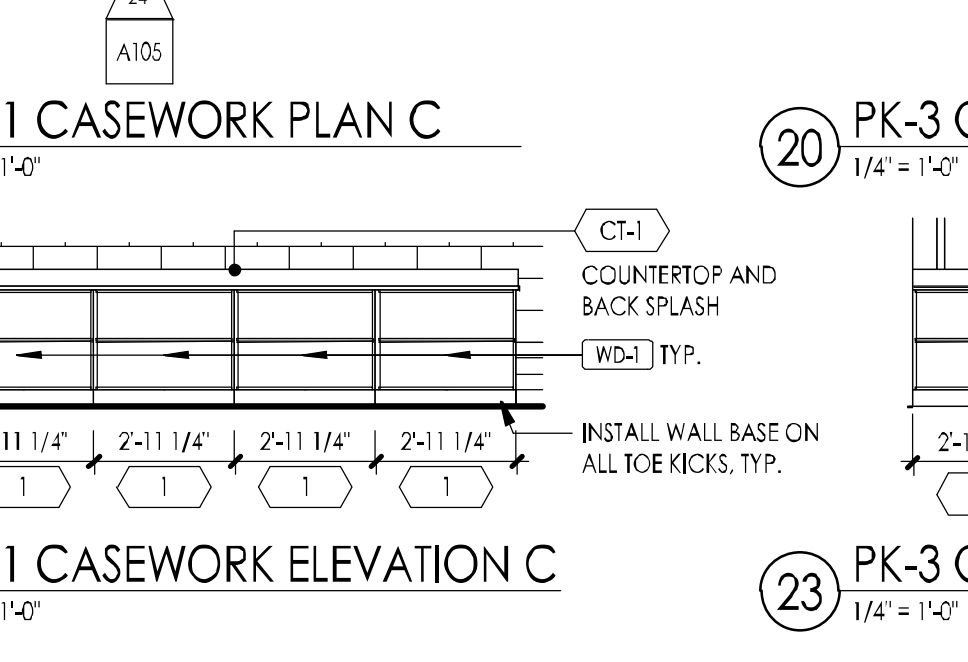 24
A105
1 CASEWORK PLAN C
1'-0"
20
PK-3 C
1/4" = 1'-0"
CT-1
COUNTERTOP AND
BACK SPLASH
WD-1 TYP.
INSTALL WALL BASE ON
ALL TOE KICKS, TYP.
11 1/4" 2'-11 1/4" 2'-11 1/4" 2'-11 1/4"
1 1 1 1
2'-1
1 CASEWORK ELEVATION C
1'-0"
23
PK-3 C
1/4" = 1'-0"